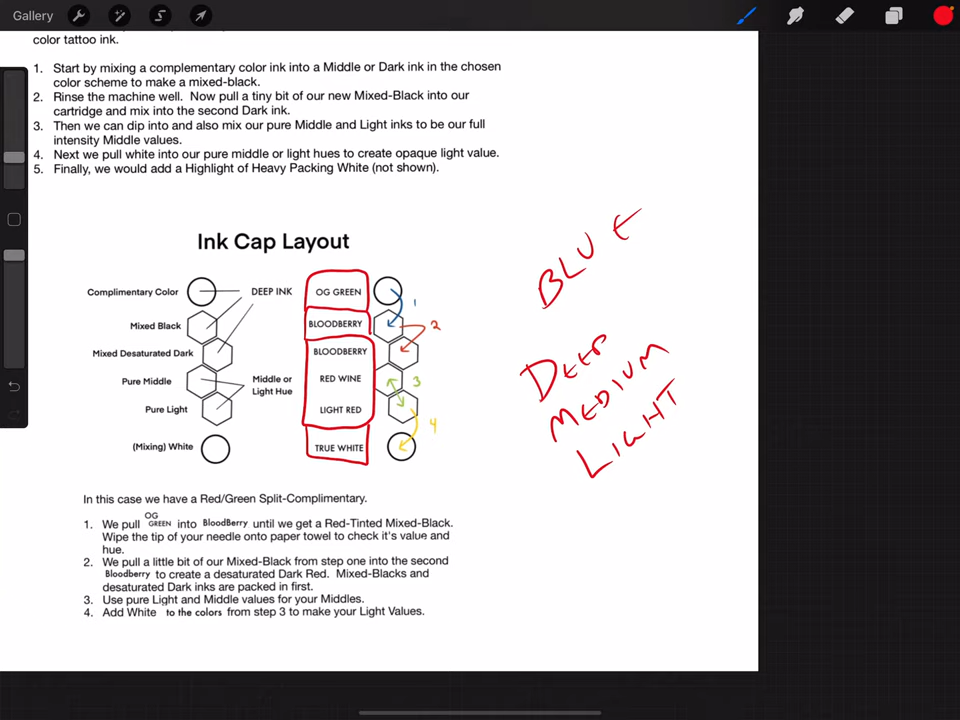 Gallery
color tattoo ink.
1. Start by mixing a complementary color ink into a Middle or Dark ink in the chosen
color scheme to make a mixed-black.
2. Rinse the machine well. Now pull a tiny bit of our new Mixed-Black into our
cartridge and mix into the second Dark ink.
3. Then we can dip into and also mix our pure Middle and Light inks to be our full
intensity Middle values.
4. Next we pull white into our pure middle or light hues to create opaque light value.
5. Finally, we would add a Highlight of Heavy Packing White (not shown).
Ink Cap Layout
Complimentary Color
DEEP INK
OG GREEN
1
Mixed Black
BLOODBERRY
2
Mixed Desaturated Dark
BLOODBERRY
Pure Middle
Middle or
Light Hue
RED WINE
3
Pure Light
LIGHT RED
4
(Mixing) White
TRUE WHITE
BLUE
DEEP
MEDIUM
LIGHT
In this case we have a Red/Green Split-Complimentary.
1. We pull OG GREEN into BloodBerry until we get a Red-Tinted Mixed-Black.
Wipe the tip of your needle onto paper towel to check it's value and
hue.
2. We pull a little bit of our Mixed-Black from step one into the second
Bloodberry to create a desaturated Dark Red. Mixed-Blacks and
desaturated Dark inks are packed in first.
3. Use pure Light and Middle values for your Middles.
4. Add White to the colors from step 3 to make your Light Values.